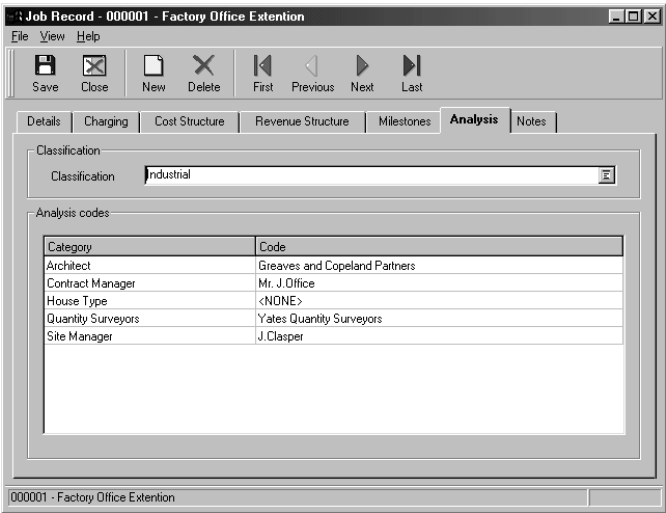 Job Record - 000001 - Factory Office Extention
File View Help
Save Close New Delete First Previous Next Last
Details Charging Cost Structure Revenue Structure Milestones Analysis Notes
Classification
Classification Industrial
Analysis codes
Category Code
Architect Greaves and Copeland Partners
Contract Manager Mr. J.Office
House Type <NONE>
Quantity Surveyors Yates Quantity Surveyors
Site Manager J.Clasper
000001 - Factory Office Extention